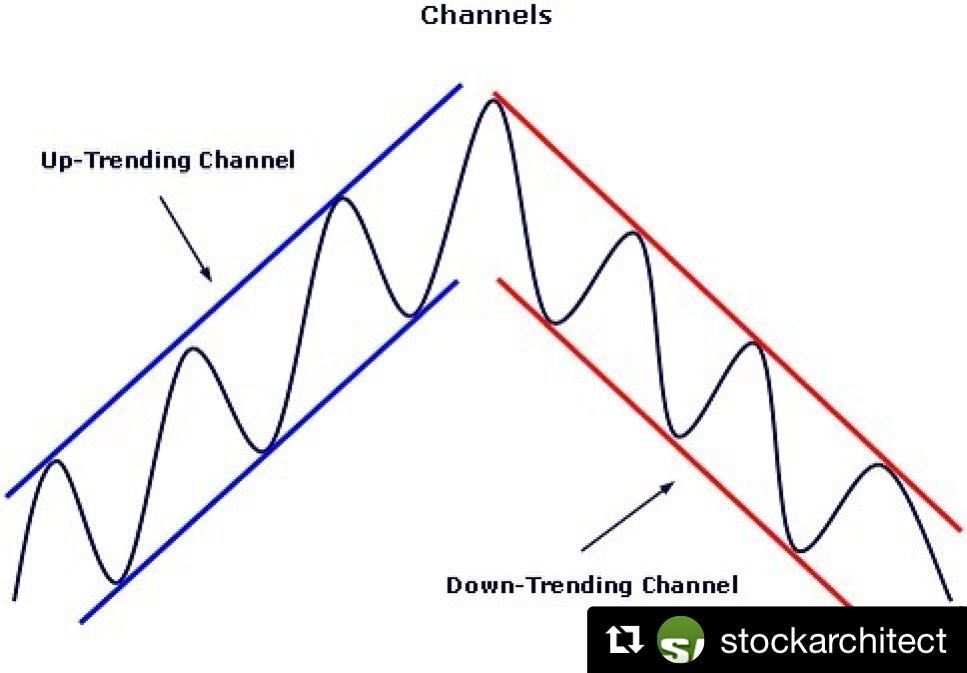 Channels
Up-Trending Channel
Down-Trending Channel
stockarchitect